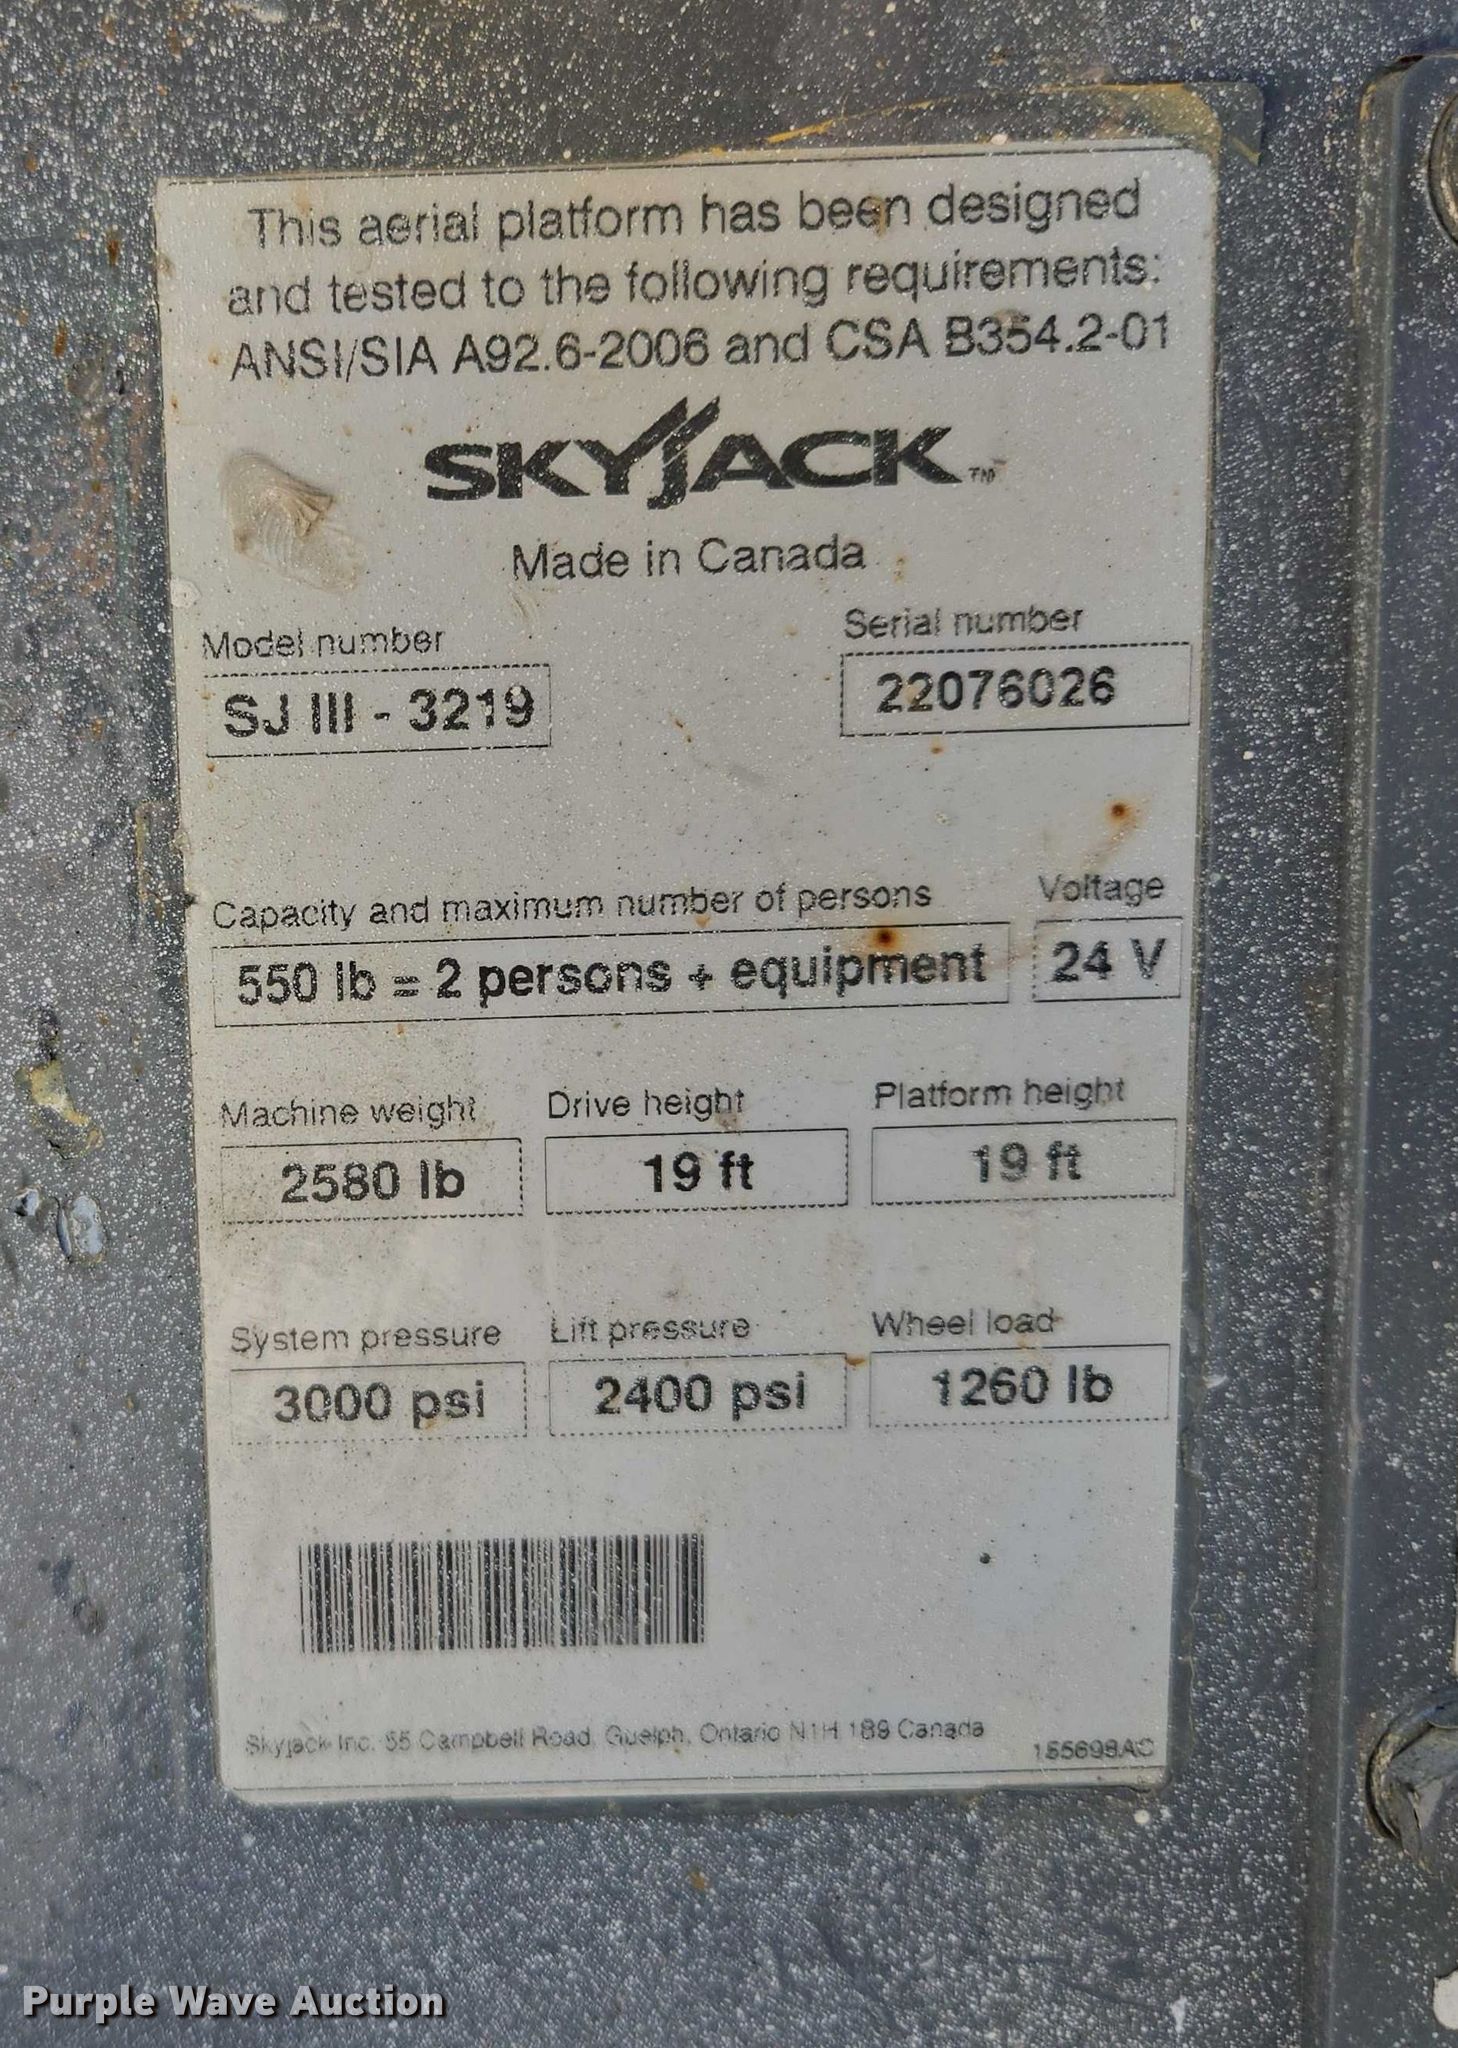 This aerial platform has been designed
and tested to the following requirements:
ANSI/SIA A92.6-2006 and CSA B354.2-01
SKYJACK TM
Made in Canada
Model number Serial number
SJ III - 3219 22076026
Capacity and maximum number of persons Voltage
550 lb = 2 persons + equipment 24 V
Machine weight Drive height Platform height
2580 lb 19 ft 19 ft
System pressure Lift pressure Wheel load
3000 psi 2400 psi 1260 lb
Skyjack Inc. 55 Campbell Road, Guelph, Ontario N1H 1B9 Canada
Purple Wave Auction